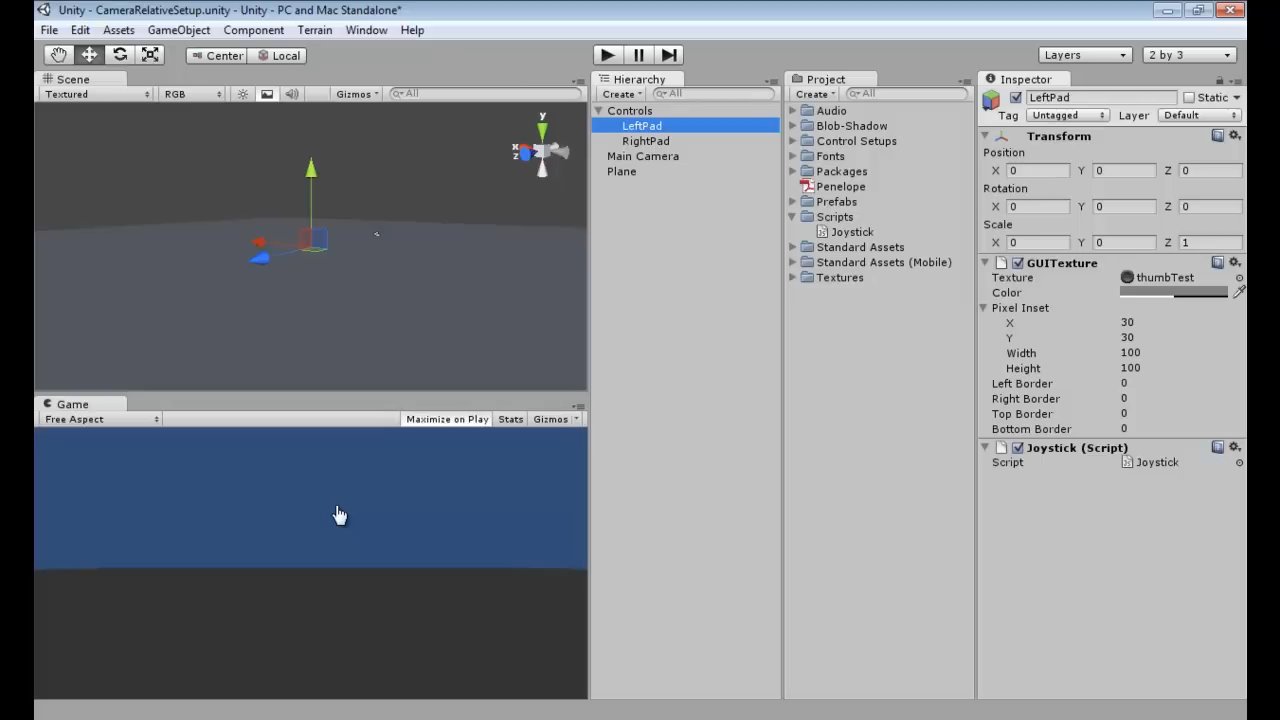 Unity - CameraRelativeSetup.unity - Unity - PC and Mac Standalone*
File Edit Assets GameObject Component Terrain Window Help
Center Local Layers 2 by 3
Scene
Textured RGB Gizmos All
y
x
z
Game
Free Aspect Maximize on Play Stats Gizmos
Hierarchy
Create All
Controls
LeftPad
RightPad
Main Camera
Plane
Project
Create All
Audio
Blob-Shadow
Control Setups
Fonts
Packages
Penelope
Prefabs
Scripts
Joystick
Standard Assets
Standard Assets (Mobile)
Textures
Inspector
LeftPad Static
Tag Untagged Layer Default
Transform
Position
X 0 Y 0 Z 0
Rotation
X 0 Y 0 Z 0
Scale
X 0 Y 0 Z 1
GUITexture
Texture thumbTest
Color
Pixel Inset
X 30
Y 30
Width 100
Height 100
Left Border 0
Right Border 0
Top Border 0
Bottom Border 0
Joystick (Script)
Script Joystick